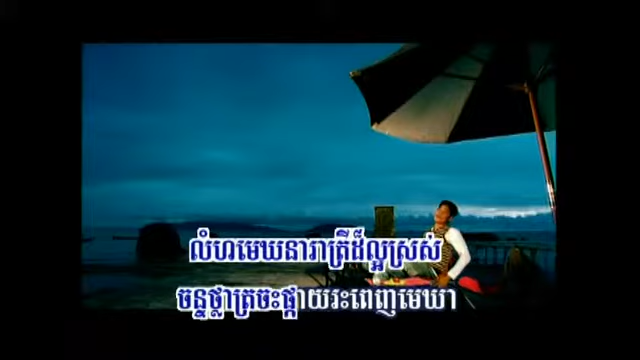 លំហមេឃនារាត្រីដ៏ល្អស្រស់
ចន្ទថ្លាត្រចះផ្កាយរះពេញមេឃា